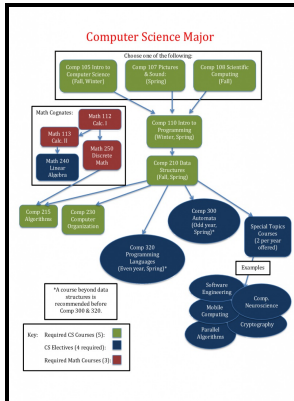 Computer Science Major
Choose one of the following:
Comp 105 Intro to
Computer Science
(Fall, Winter)
Comp 107 Pictures
& Sound:
(Spring)
Comp 108 Scientific
Computing
(Fall)
Math Cognates:
Math 112
Calc. I
Math 113
Calc. II
Math 250
Discrete
Math
Math 240
Linear
Algebra
Comp 110 Intro to
Programming
(Winter, Spring)
Comp 210 Data
Structures
(Fall, Spring)
Comp 215
Algorithms
Comp 230
Computer
Organization
Comp 300
Automata
(Odd year,
Spring)*
Special Topics
Courses
(2 per year
offered)
Comp 320
Programming
Languages
(Even year, Spring)*
Examples
*A course beyond data
structures is
recommended before
Comp 300 & 320.
Software
Engineering
Comp.
Neuroscience
Mobile
Computing
Cryptography
Parallel
Algorithms
Key:
Required CS Courses (5):
CS Electives (4 required):
Required Math Courses (3):